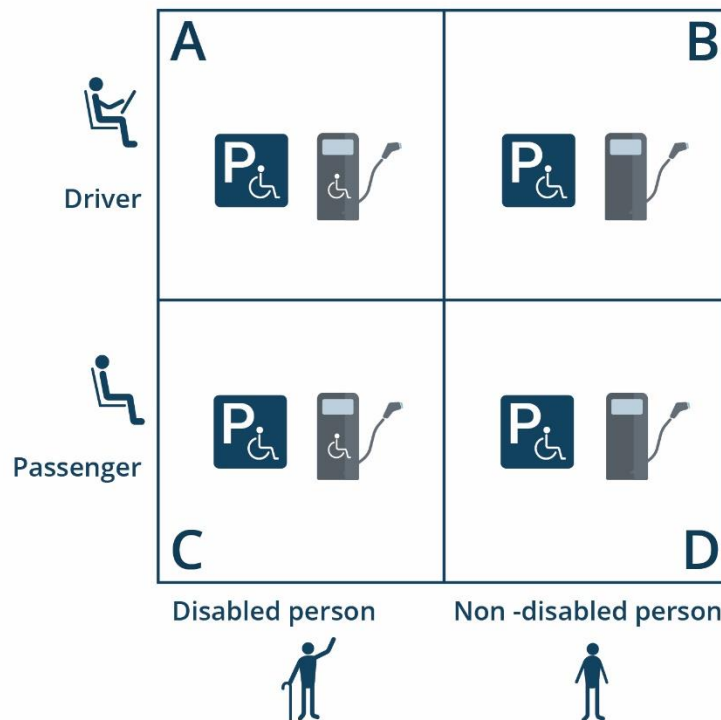 A
B
P
P
Driver
P
P
Passenger
C
D
Disabled person
Non -disabled person